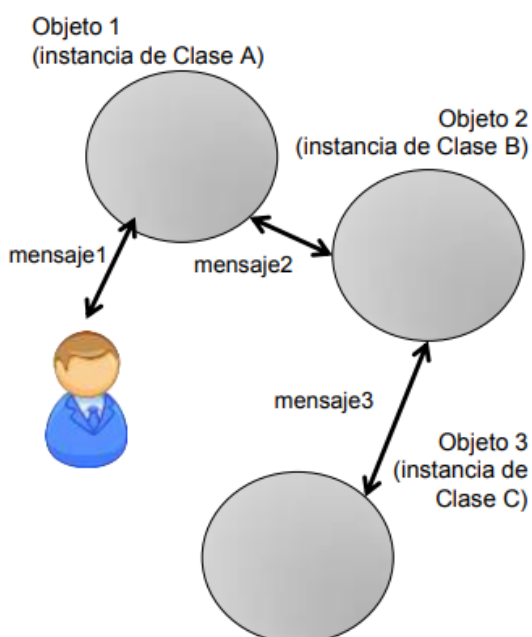 Objeto 1
(instancia de Clase A)
Objeto 2
(instancia de Clase B)
mensaje1
mensaje2
mensaje3
Objeto 3
(instancia de
Clase C)